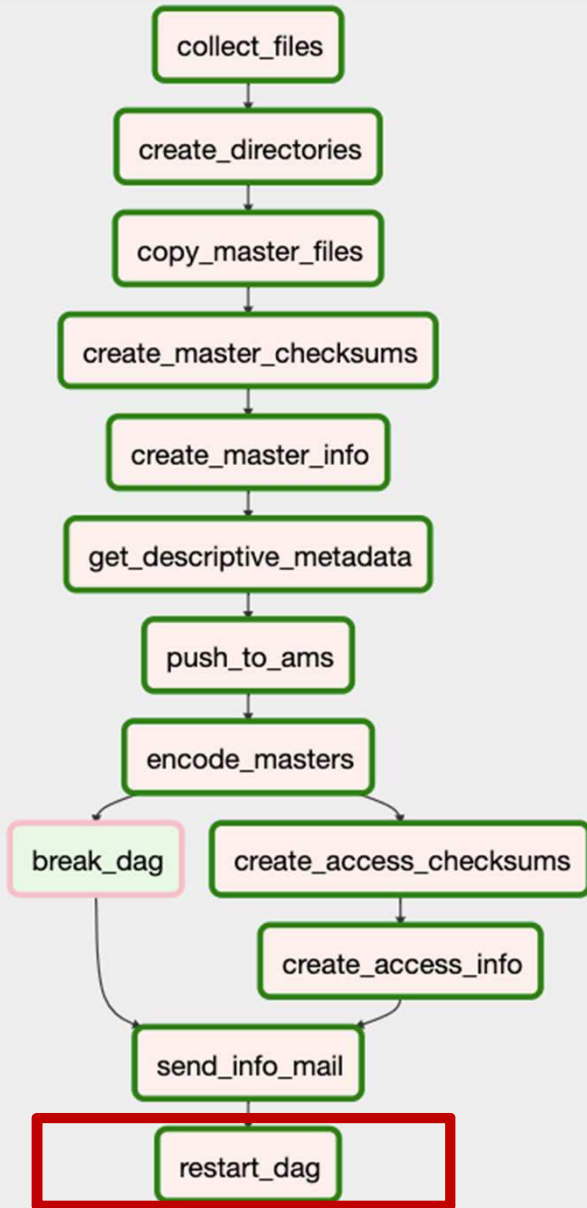 collect_files
create_directories
copy_master_files
create_master_checksums
create_master_info
get_descriptive_metadata
push_to_ams
encode_masters
break_dag
create_access_checksums
create_access_info
send_info_mail
restart_dag